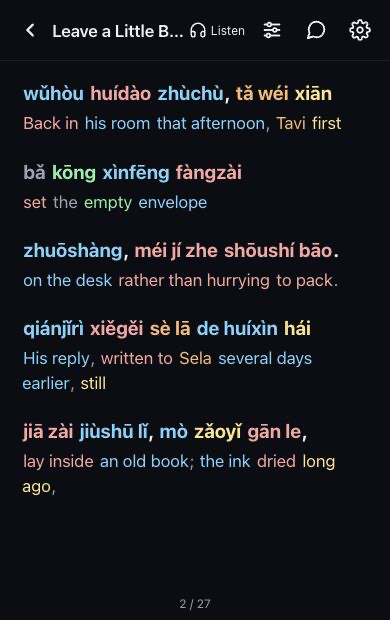 Leave a Little B... Listen
wǔhòu huídào zhùchù, tǎ wéi xiān
Back in his room that afternoon, Tavi first
bǎ kōng xìnfēng fàngzài
set the empty envelope
zhuōshàng, méi jí zhe shōushí bāo.
on the desk rather than hurrying to pack.
qiánjǐrì xiěgěi sè lā de huíxìn hái
His reply, written to Sela several days
earlier, still
jiā zài jiùshū lǐ, mò zǎoyǐ gān le,
lay inside an old book; the ink dried long
ago,
2 / 27